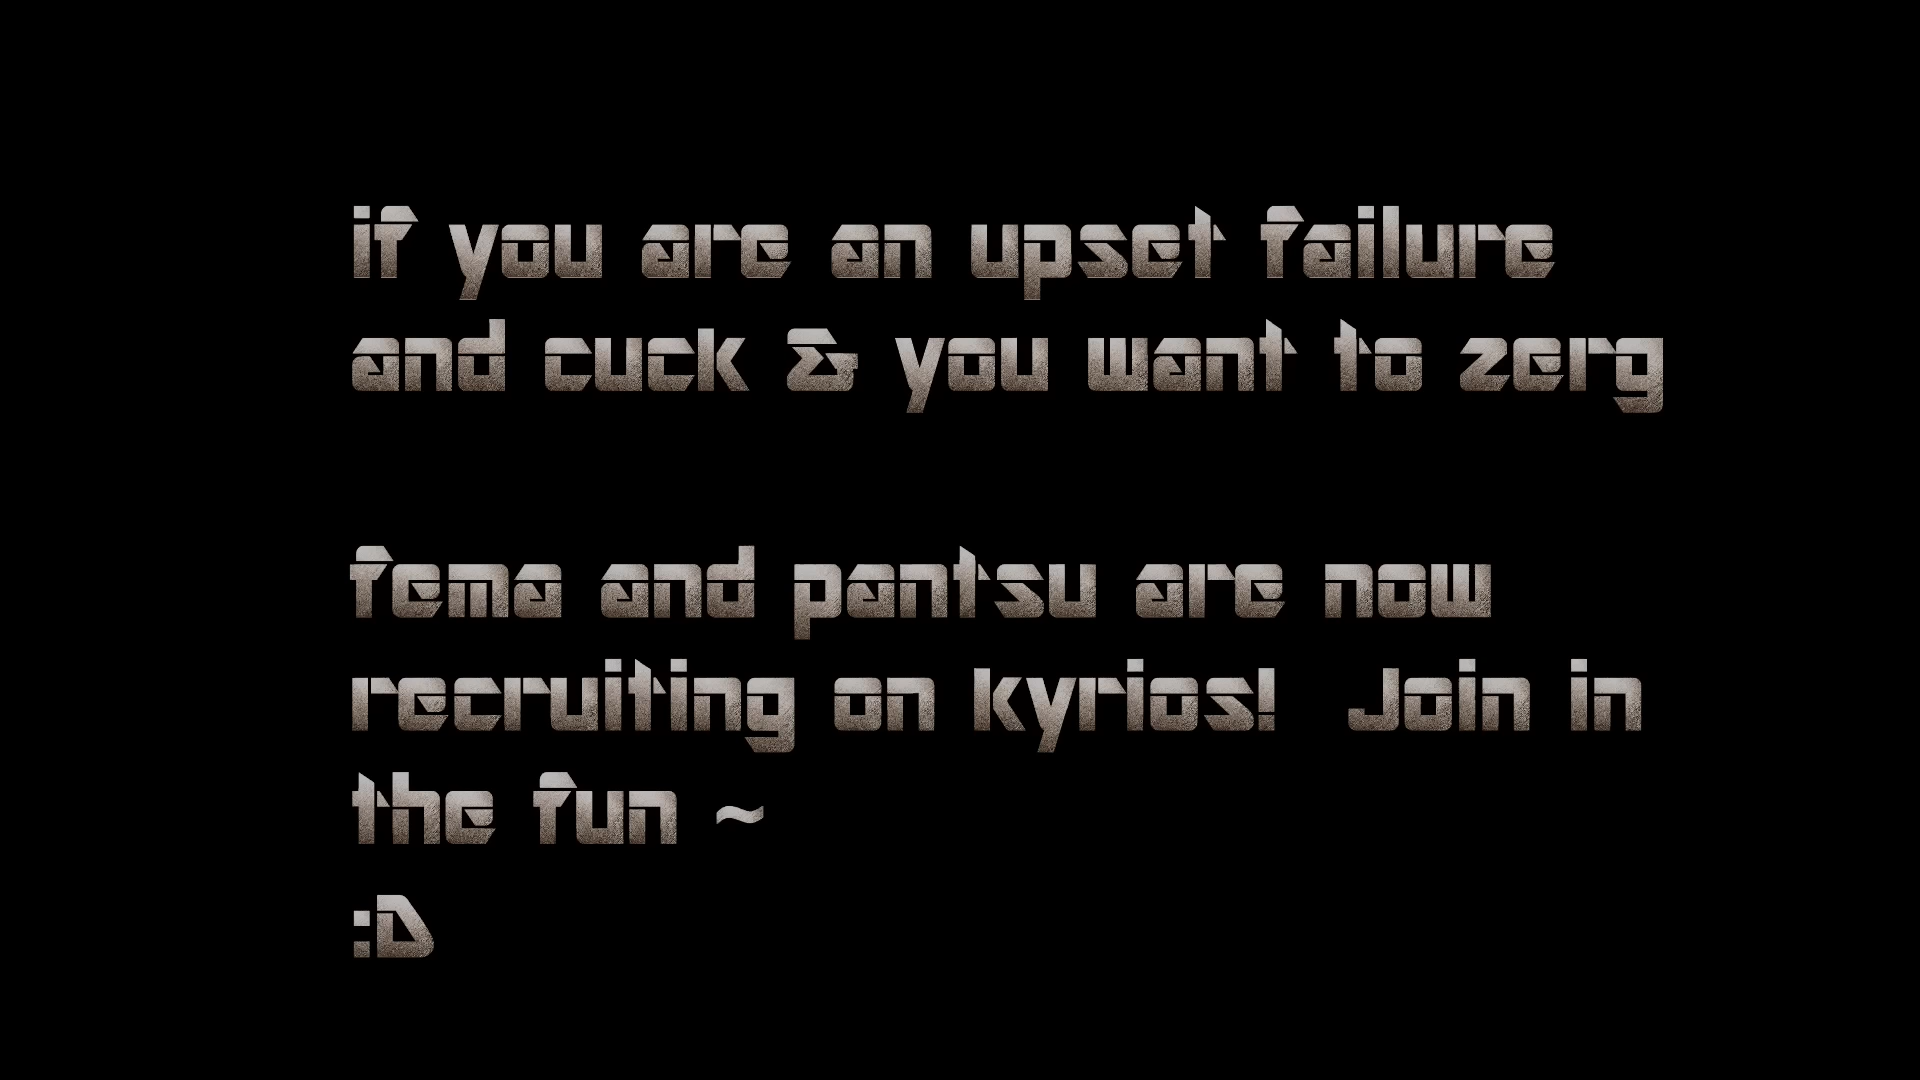 if you are an upset failure
and cuck & you want to zerg
fema and pantsu are now
recruiting on kyrios!  Join in
the fun ~
:D